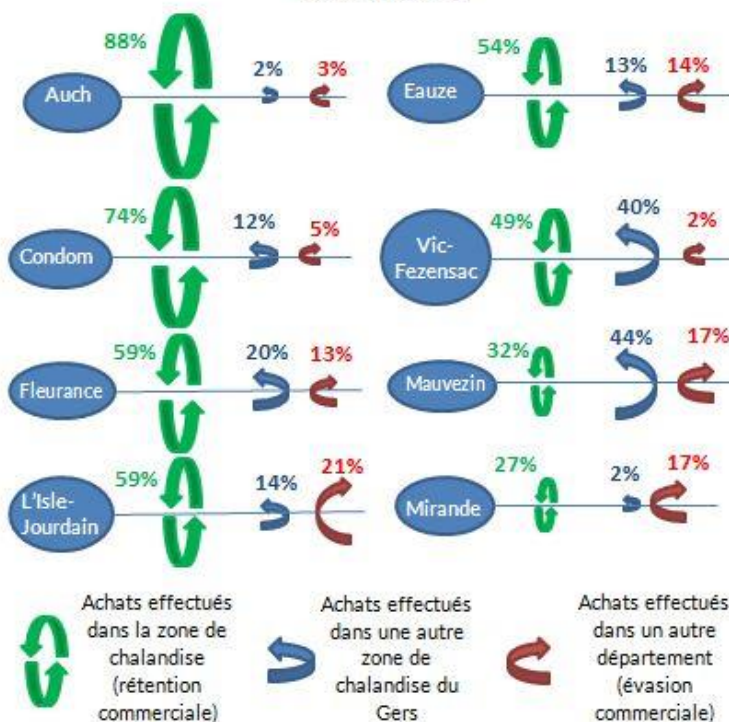 88%
2%
3%
Auch
54%
13%
14%
Eauze
74%
12%
5%
Condom
49%
40%
2%
Vic-
Fezensac
59%
20%
13%
Fleurance
32%
44%
17%
Mauvezin
59%
14%
21%
L'Isle-
Jourdain
27%
2%
17%
Mirande
Achats effectués
dans la zone de
chalandise
(rétention
commerciale)
Achats effectués
dans une autre
zone de
chalandise du
Gers
Achats effectués
dans un autre
département
(évasion
commerciale)